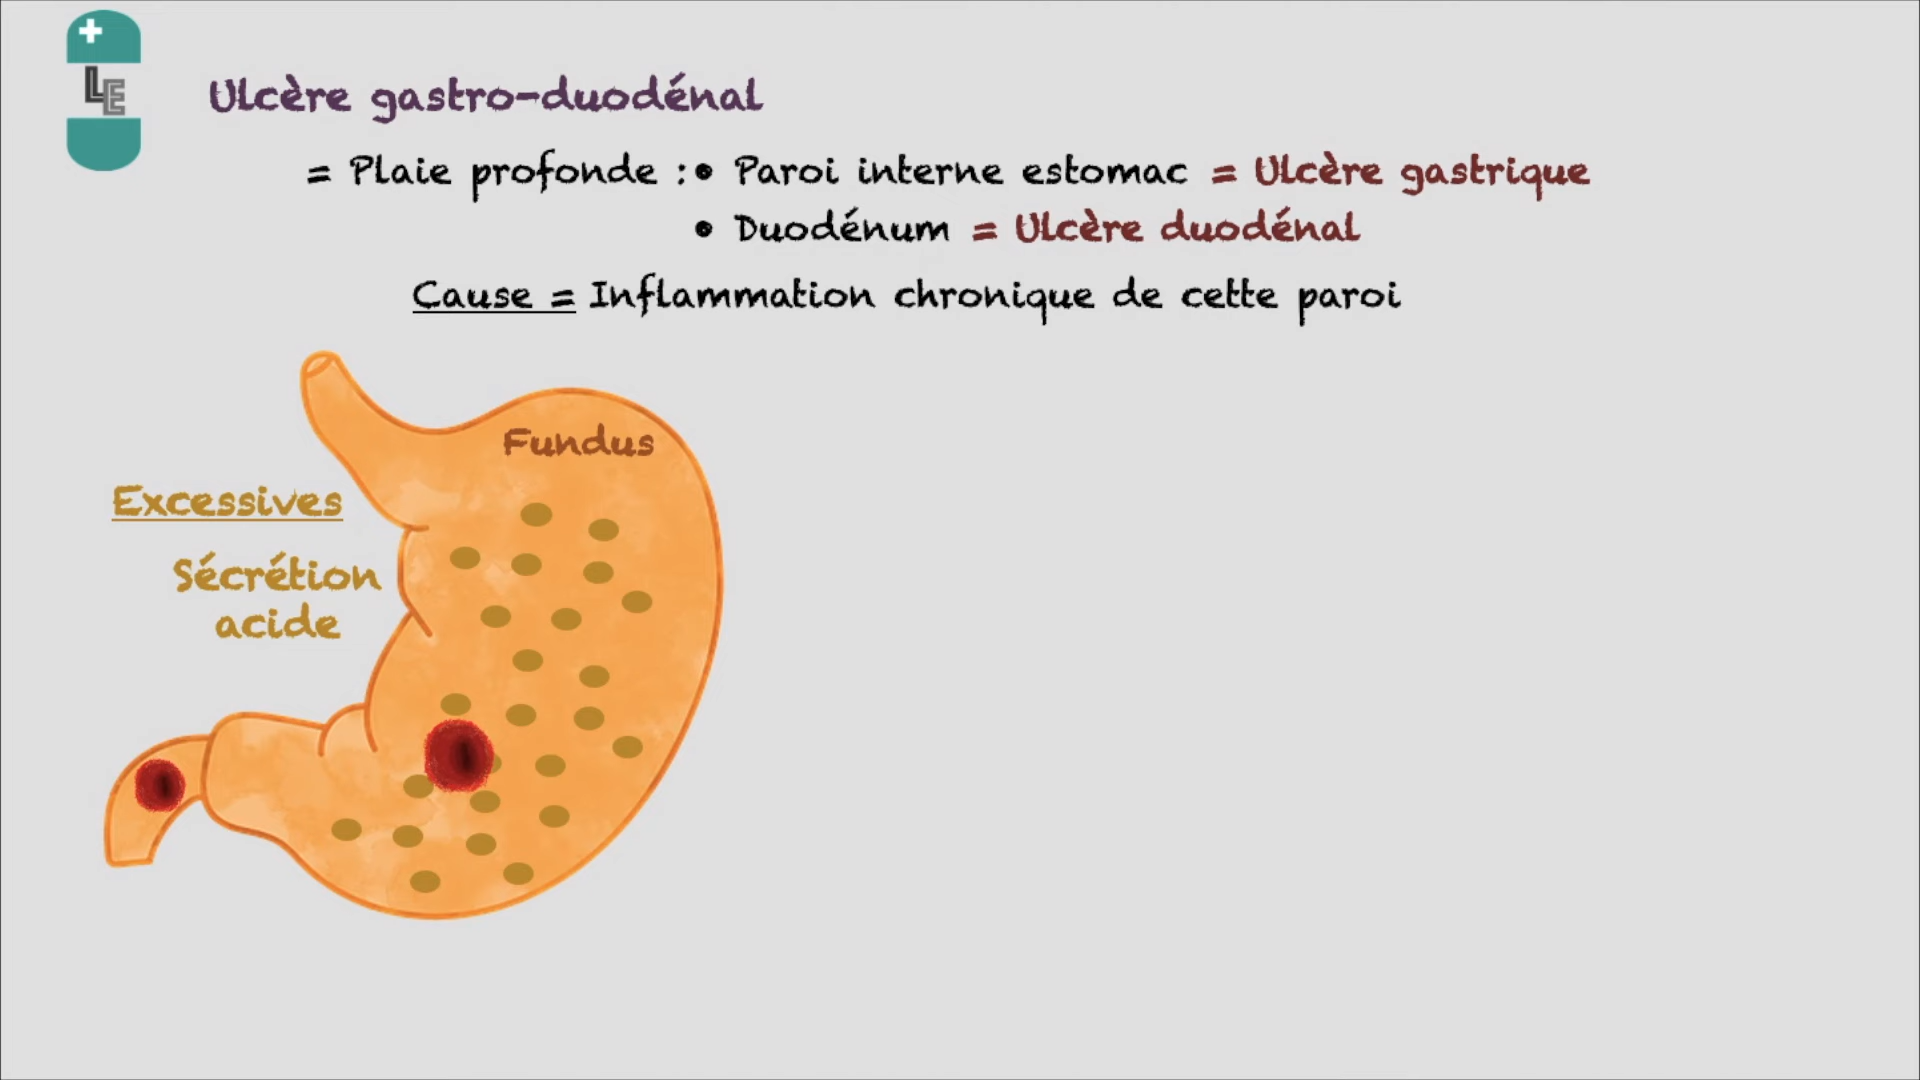 LE
Ulcère gastro-duodénal
= Plaie profonde : • Paroi interne estomac = Ulcère gastrique
• Duodénum = Ulcère duodénal
Cause = Inflammation chronique de cette paroi
Fundus
Excessives
Sécrétion
acide